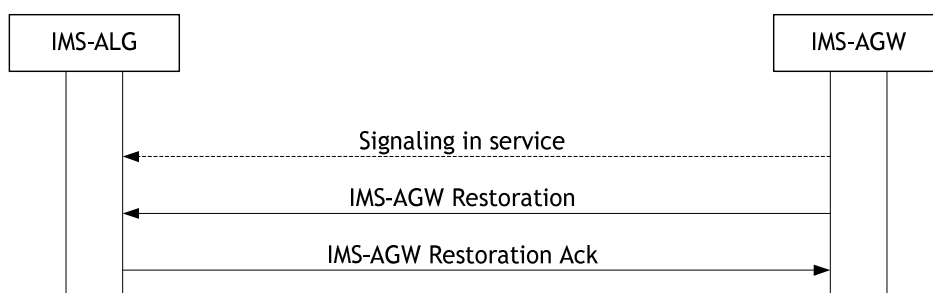 IMS-ALG
IMS-AGW
Signaling in service
IMS-AGW Restoration
IMS-AGW Restoration Ack